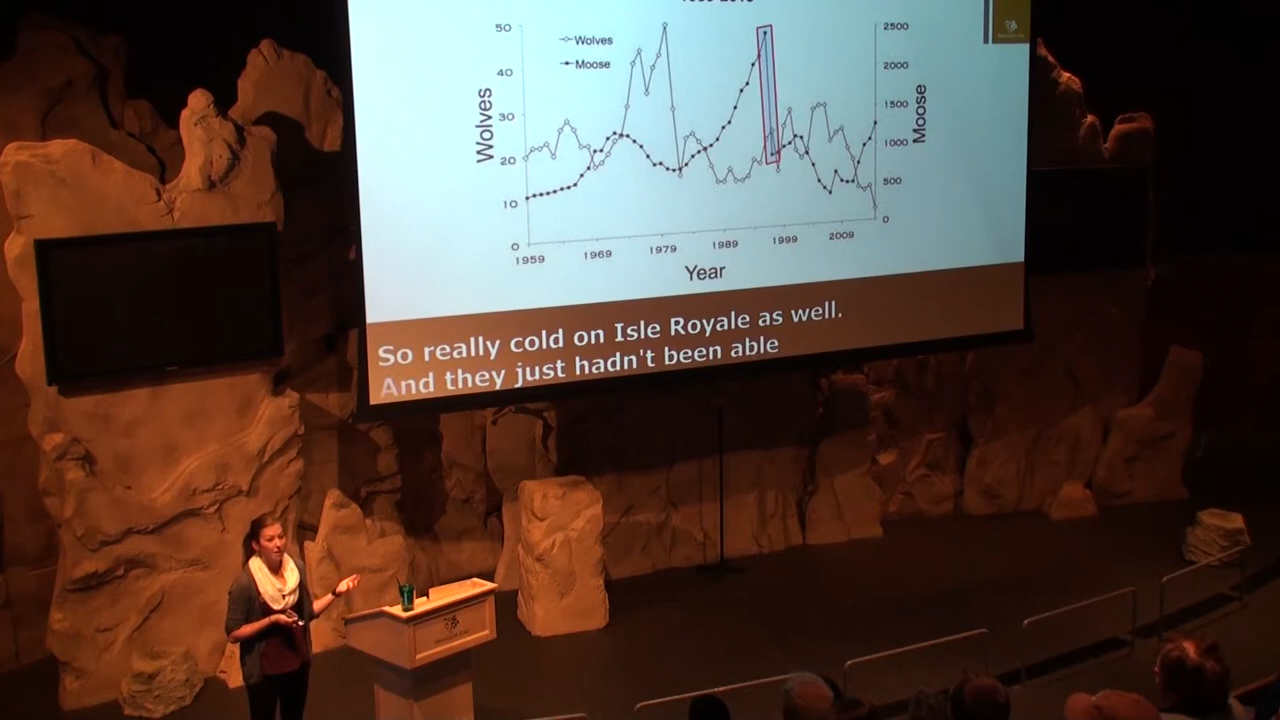 50
40
30
20
10
0
Wolves
Wolves
Moose
2500
2000
1500
1000
500
0
Moose
1959
1969
1979
1989
1999
2009
Year
So really cold on Isle Royale as well.
And they just hadn't been able